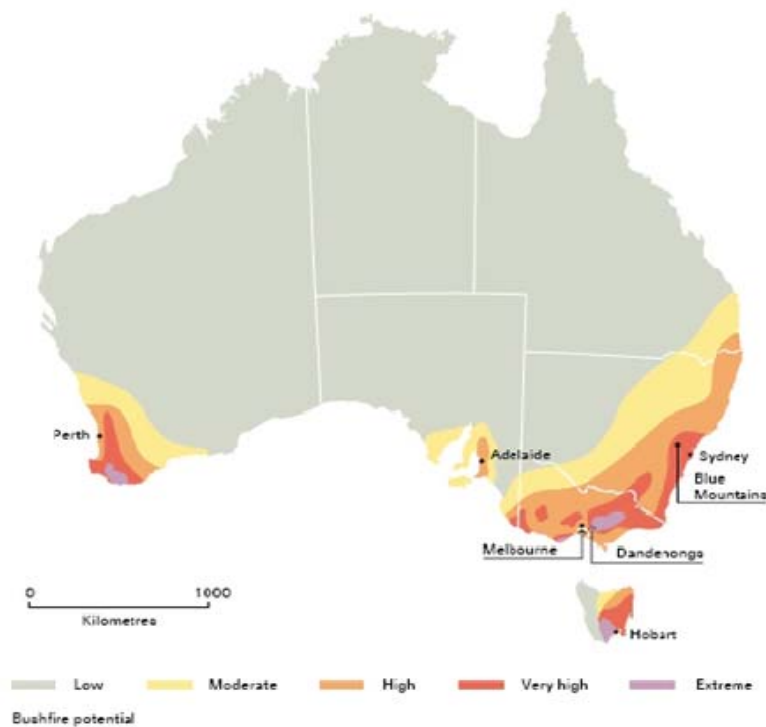 Perth
Adelaide
Sydney
Blue
Mountains
Melbourne
Dandenongs
0 1000
Kilometres
Hobart
Low Moderate High Very high Extreme
Bushfire potential